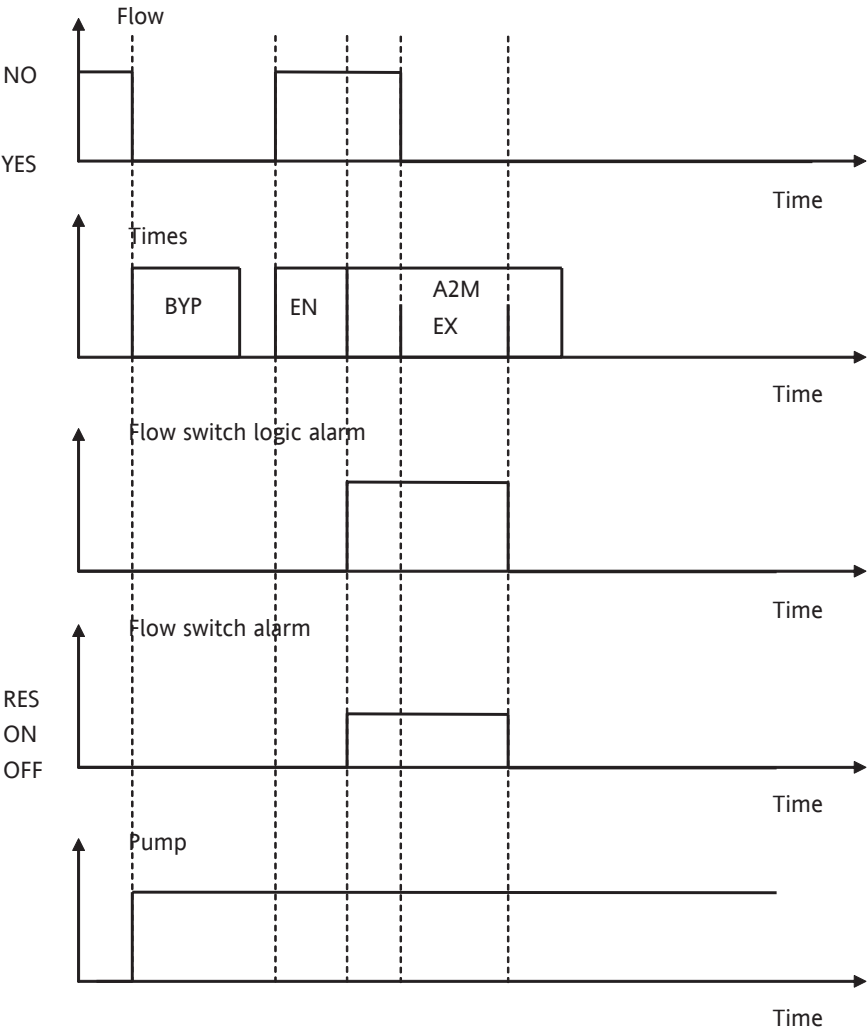 Flow
NO
YES
Time
Times
BYP
EN
A2M
EX
Time
Flow switch logic alarm
Time
Flow switch alarm
RES
ON
OFF
Time
Pump
Time